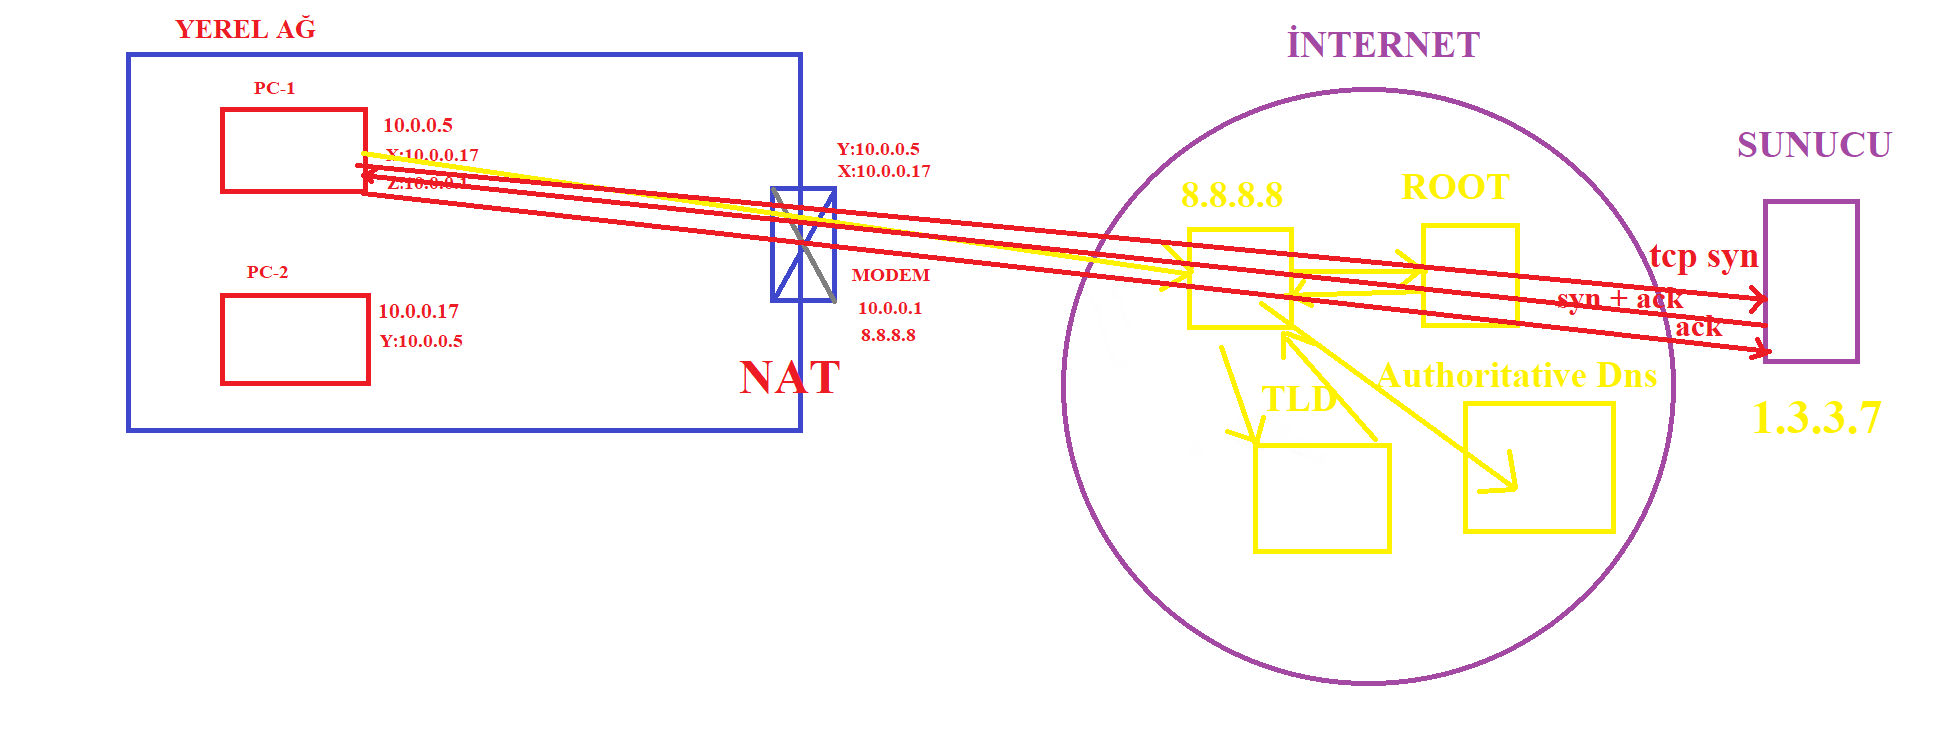 YEREL AĞ
PC-1
10.0.0.5
X:10.0.0.17
Z:10.0.0.1
PC-2
10.0.0.17
Y:10.0.0.5
Y:10.0.0.5
X:10.0.0.17
MODEM
10.0.0.1
8.8.8.8
NAT
İNTERNET
8.8.8.8
ROOT
TLD
Authoritative Dns
SUNUCU
tcp syn
syn + ack
ack
1.3.3.7